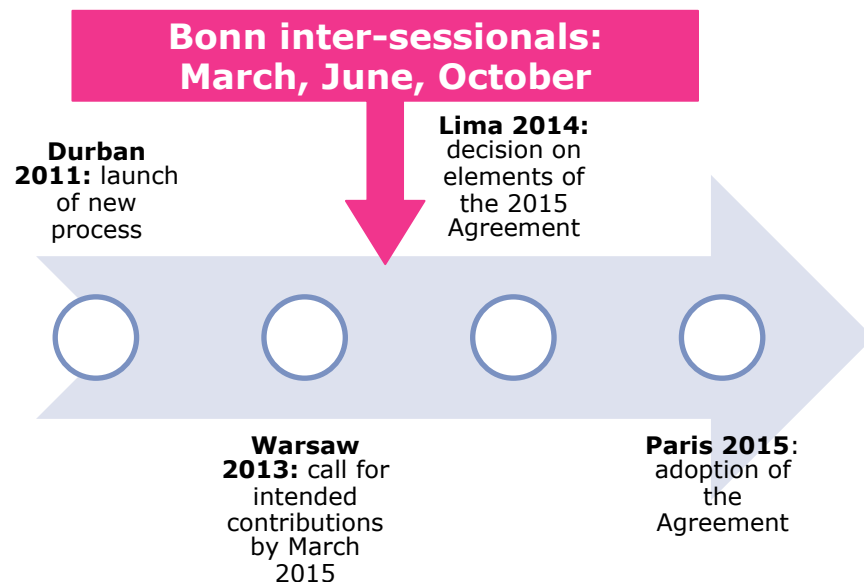 Bonn inter-sessionals:
March, June, October
Durban
2011: launch
of new
process
Lima 2014:
decision on
elements of
the 2015
Agreement
Warsaw
2013: call for
intended
contributions
by March
2015
Paris 2015:
adoption of
the
Agreement